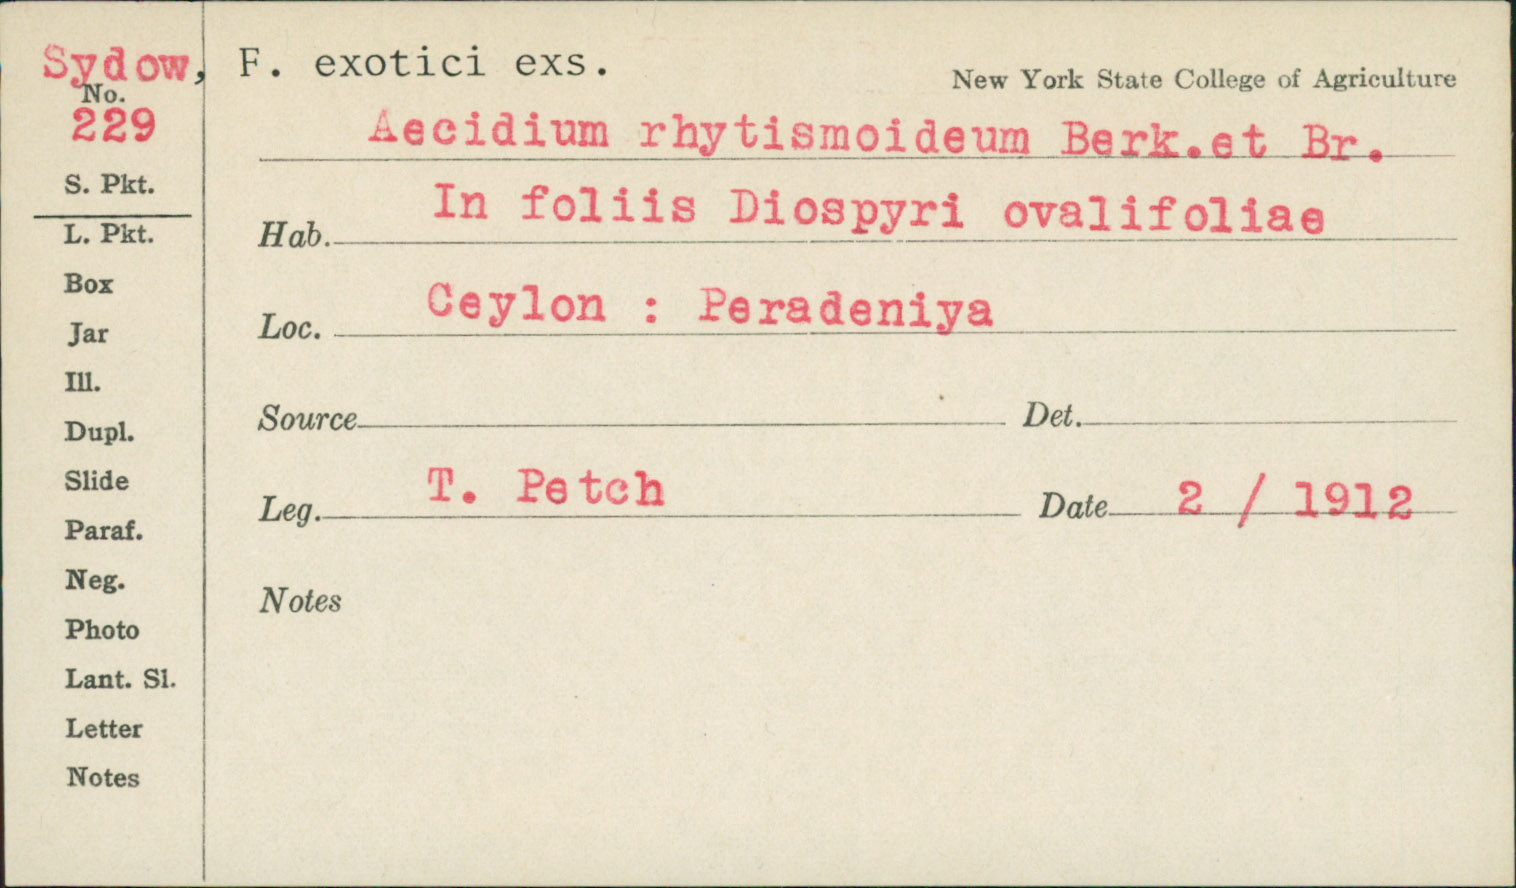 Sydow, F. exotici exs.
New York State College of Agriculture
No.
229
Aecidium rhytismoideum Berk.et Br.
S. Pkt.
Hab. In foliis Diospyri ovalifoliae
L. Pkt.
Box
Loc. Ceylon : Peradeniya
Jar
Ill.
Source Det.
Dupl.
Slide
Leg. T. Petch Date 2 / 1912
Paraf.
Neg.
Notes
Photo
Lant. Sl.
Letter
Notes